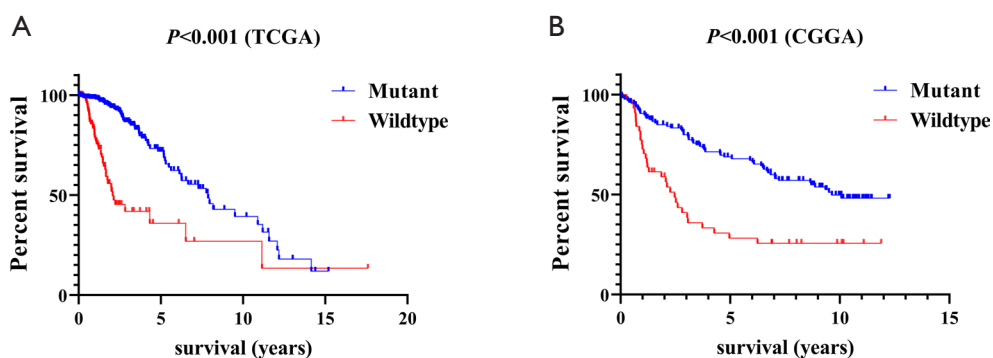 A
P<0.001 (TCGA)
Percent survival
100
50
0
Mutant
Wildtype
0 5 10 15 20
survival (years)
B
P<0.001 (CGGA)
Percent survival
100
50
0
Mutant
Wildtype
0 5 10 15
survival (years)